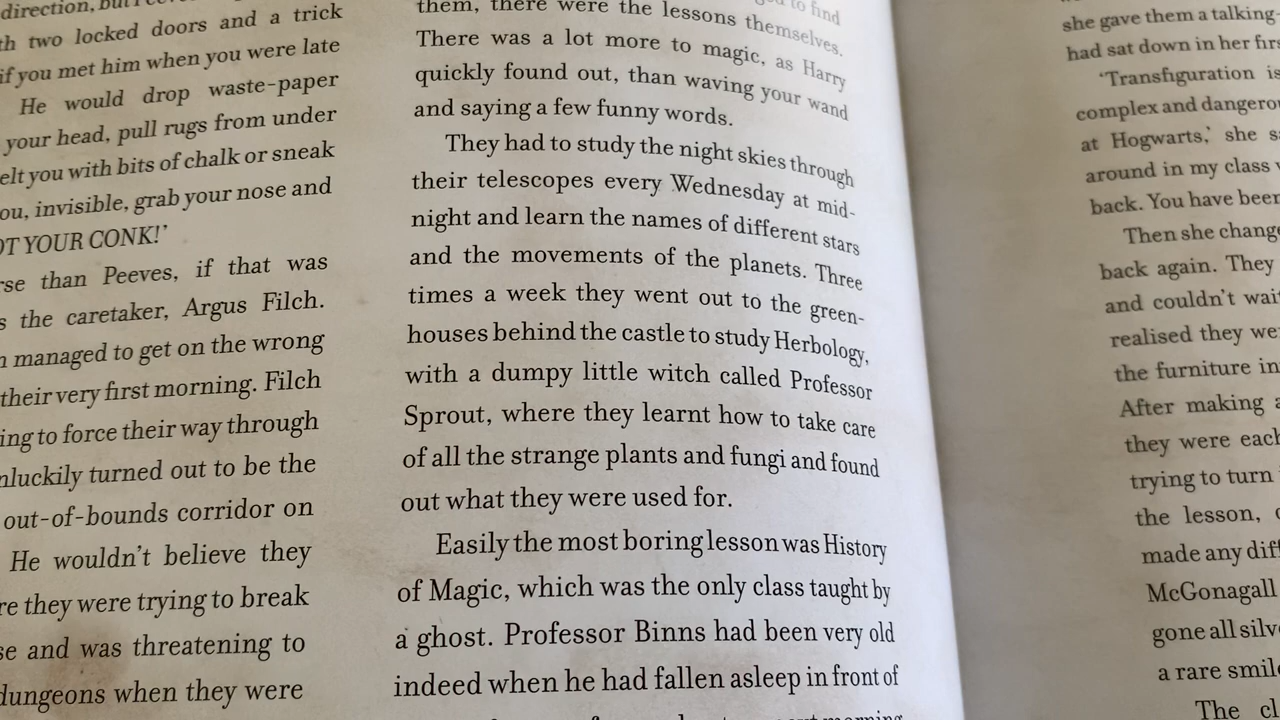 direction, but
th two locked doors and a trick
if you met him when you were late
He would drop waste-paper
your head, pull rugs from under
elt you with bits of chalk or sneak
ou, invisible, grab your nose and
OT YOUR CONK!'
rse than Peeves, if that was
s the caretaker, Argus Filch.
n managed to get on the wrong
their very first morning. Filch
ing to force their way through
nluckily turned out to be the
out-of-bounds corridor on
He wouldn't believe they
re they were trying to break
se and was threatening to
dungeons when they were
to find
them, there were the lessons themselves.
There was a lot more to magic, as Harry
quickly found out, than waving your wand
and saying a few funny words.
They had to study the night skies through
their telescopes every Wednesday at mid-
night and learn the names of different stars
and the movements of the planets. Three
times a week they went out to the green-
houses behind the castle to study Herbology,
with a dumpy little witch called Professor
Sprout, where they learnt how to take care
of all the strange plants and fungi and found
out what they were used for.
Easily the most boring lesson was History
of Magic, which was the only class taught by
a ghost. Professor Binns had been very old
indeed when he had fallen asleep in front of
she gave them a talking-
had sat down in her firs
'Transfiguration is
complex and dangerou
at Hogwarts,' she s
around in my class w
back. You have been
Then she change
back again. They
and couldn't wait
realised they we
the furniture in
After making a
they were each
trying to turn
the lesson,
made any diff
McGonagall
gone all silv
a rare smil
The cl